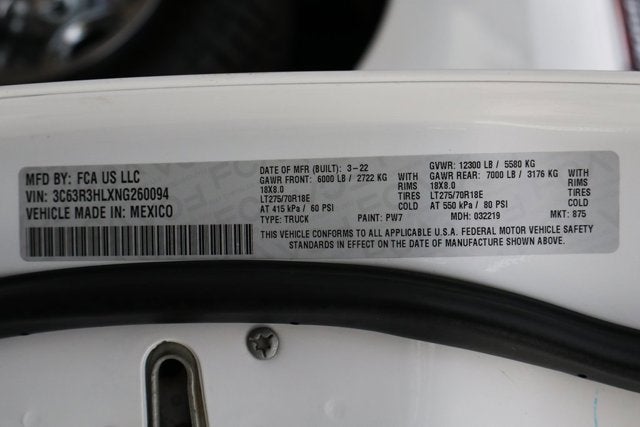 MFD BY: FCA US LLC
VIN: 3C63R3HLXNG260094
VEHICLE MADE IN: MEXICO
DATE OF MFR (BUILT): 3-22
GAWR FRONT: 6000 LB / 2722 KG WITH
18X8.0 RIMS
LT275/70R18E TIRES
AT 415 kPa / 60 PSI COLD
TYPE: TRUCK PAINT: PW7
GVWR: 12300 LB / 5580 KG
GAWR REAR: 7000 LB / 3176 KG WITH
18X8.0 RIMS
LT275/70R18E TIRES
AT 550 kPa / 80 PSI COLD
MDH: 032219 MKT: 875
THIS VEHICLE CONFORMS TO ALL APPLICABLE U.S.A. FEDERAL MOTOR VEHICLE SAFETY
STANDARDS IN EFFECT ON THE DATE OF MANUFACTURE SHOWN ABOVE.